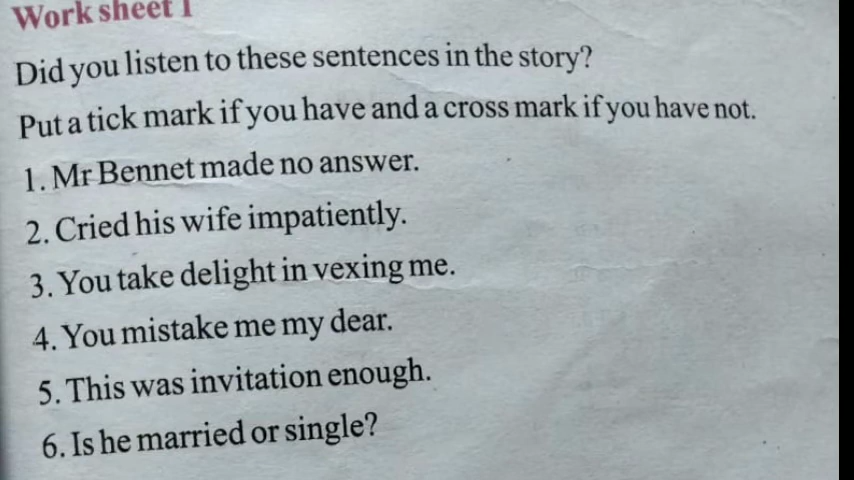 Work sheet 1
Did you listen to these sentences in the story?
Put a tick mark if you have and a cross mark if you have not.
1. Mr Bennet made no answer.
2. Cried his wife impatiently.
3. You take delight in vexing me.
4. You mistake me my dear.
5. This was invitation enough.
6. Is he married or single?